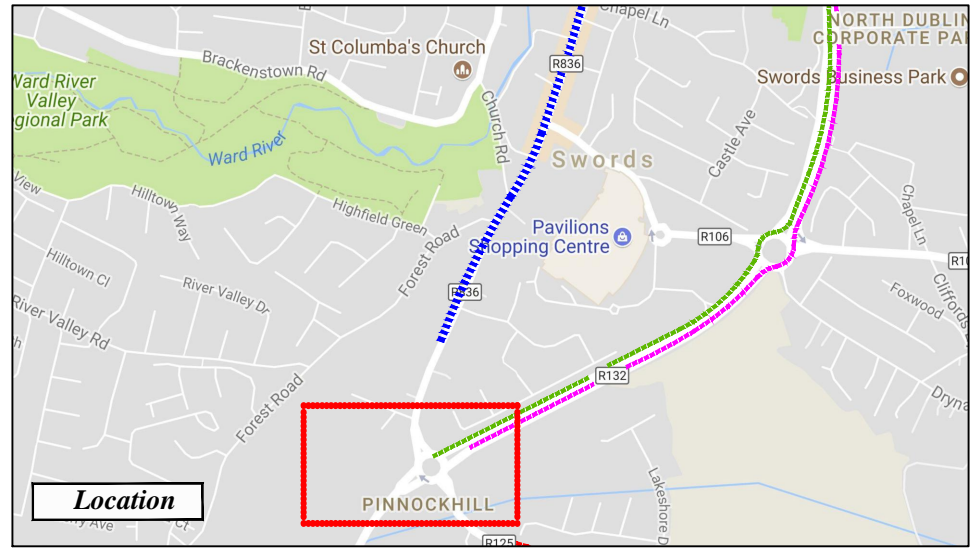 Chapel Ln
NORTH DUBLIN
CORPORATE PA
St Columba's Church
R836
Brackenstown Rd
Swords Business Park
Ward River
Valley
gional Park
Church Rd
Castle Ave
Ward River
Swords
View
Hilltown Way
Highfield Green
Chapel Ln
Forest Road
Pavilions
Shopping Centre
R106
Hilltown Cl
R10
River Valley Dr
R836
Foxwood
Cliffords
River Valley Rd
R132
Forest Road
Dryna
Location
PINNOCKHILL
Lakeshore D
Ave
Ct.
R125